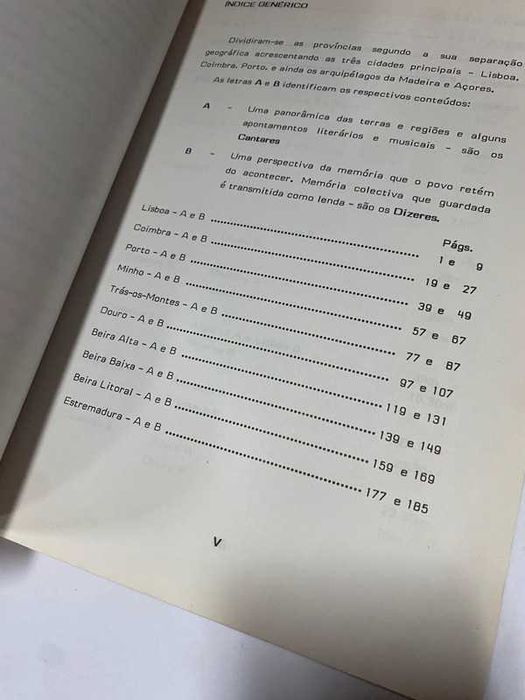 ÍNDICE GENÉRICO
Dividiram-se as províncias segundo a sua separação
geográfica acrescentando as três cidades principais - Lisboa,
Coimbra, Porto, e ainda os arquipélagos da Madeira e Açores.
As letras A e B identificam os respectivos conteúdos:
A - Uma panorâmica das terras e regiões e alguns
apontamentos literários e musicais - são os
Cantares
B - Uma perspectiva da memória que o povo retém
do acontecer. Memória colectiva que guardada
é transmitida como lenda - são os Dizeres.
Págs.
Lisboa - A e B ........................................ 1 e 9
Coimbra - A e B ........................................ 19 e 27
Porto - A e B ........................................ 39 e 49
Minho - A e B ........................................ 57 e 67
Trás-os-Montes - A e B ........................................ 77 e 87
Douro - A e B ........................................ 97 e 107
Beira Alta - A e B ........................................ 119 e 131
Beira Baixa - A e B ........................................ 139 e 149
Beira Litoral - A e B ........................................ 159 e 169
Estremadura - A e B ........................................ 177 e 185
V